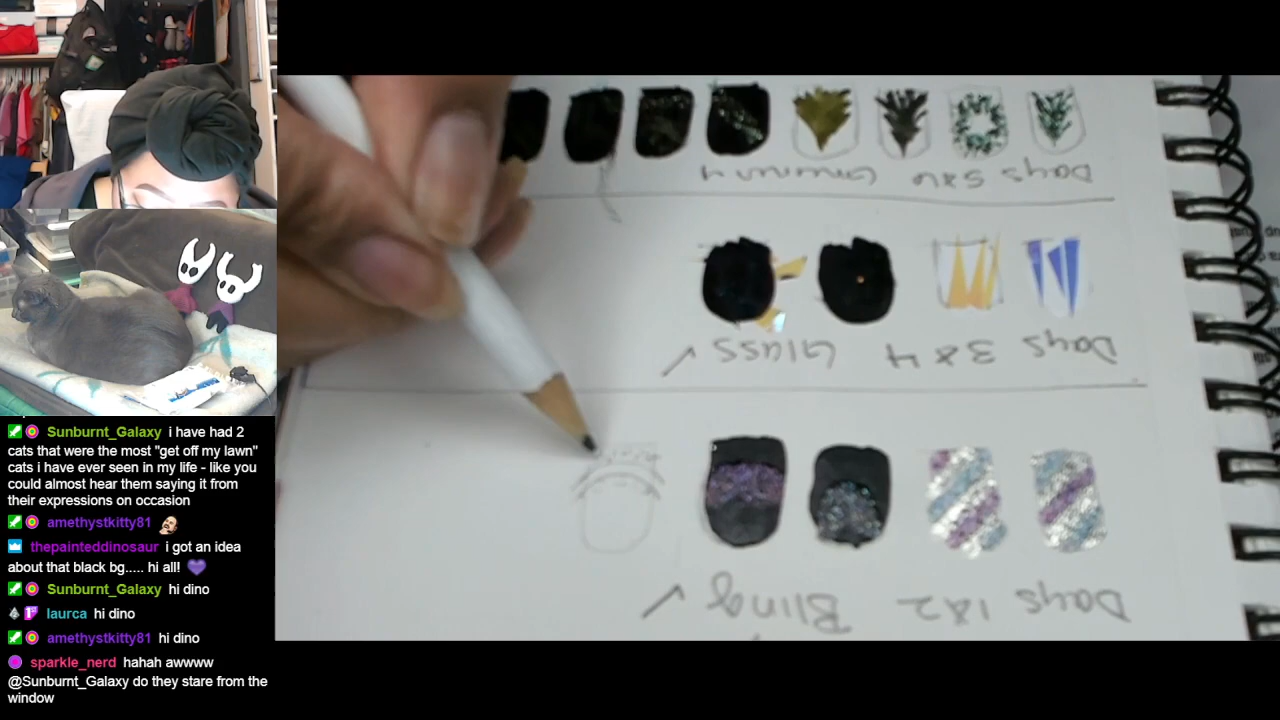 Sunburnt_Galaxy i have had 2
cats that were the most "get off my lawn"
cats i have ever seen in my life - like you
could almost hear them saying it from
their expressions on occasion
amethystkitty81
thepainteddinosaur i got an idea
about that black bg..... hi all!
Sunburnt_Galaxy hi dino
laurca hi dino
amethystkitty81 hi dino
sparkle_nerd hahah awwww
@Sunburnt_Galaxy do they stare from the
window
Days 5&6
Days 3&4 Glass
Days 1&2 Bling